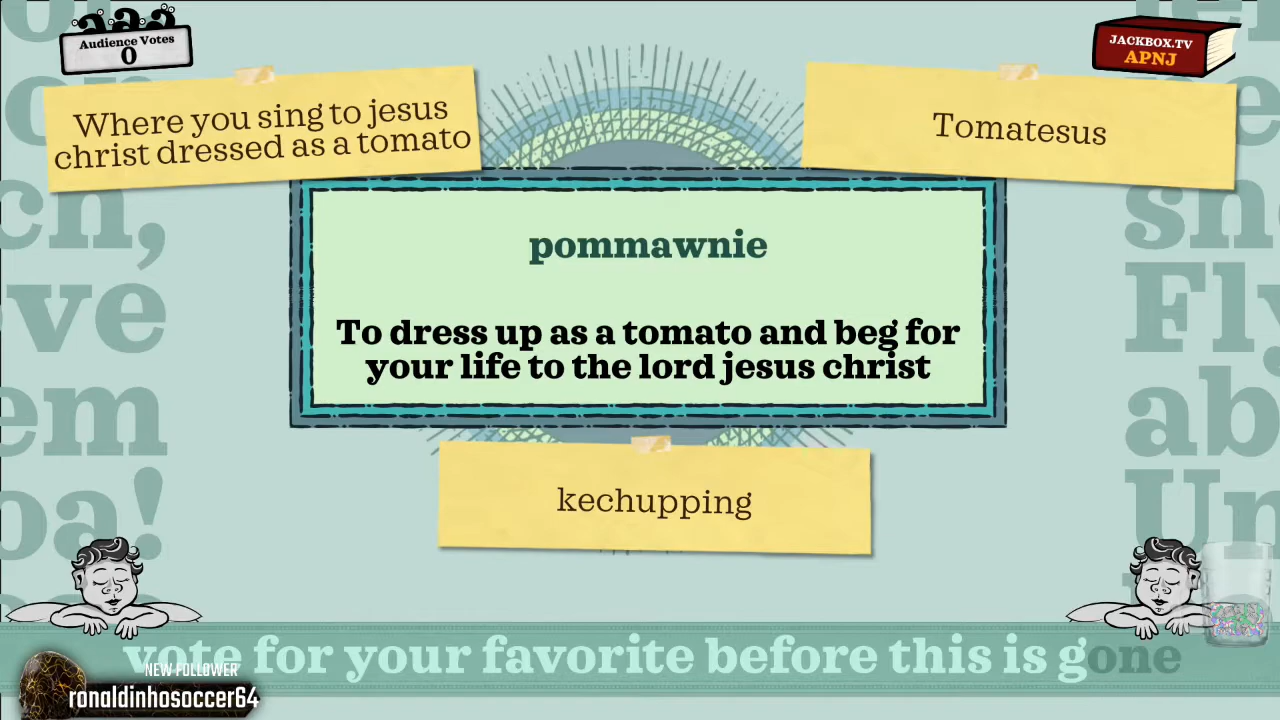 Audience Votes
0
JACKBOX.TV
APNJ
Where you sing to jesus
christ dressed as a tomato
Tomatesus
pommawnie
To dress up as a tomato and beg for
your life to the lord jesus christ
kechupping
vote for your favorite before this is gone
NEW FOLLOWER
ronaldinhosoccer64